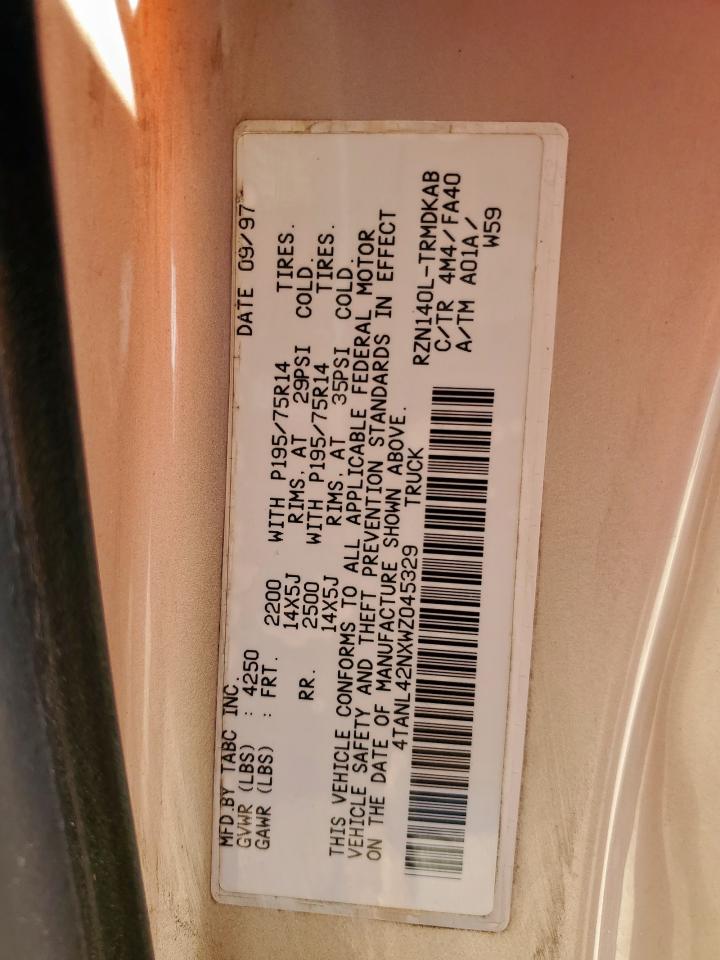 MFD.BY TABC INC. DATE 09/97
GVWR (LBS) : 4250
GAWR (LBS) : FRT. 2200 WITH P195/75R14 TIRES.
14X5J RIMS, AT 29PSI COLD.
RR. 2500 WITH P195/75R14 TIRES.
14X5J RIMS, AT 35PSI COLD.
THIS VEHICLE CONFORMS TO ALL APPLICABLE FEDERAL MOTOR
VEHICLE SAFETY AND THEFT PREVENTION STANDARDS IN EFFECT
ON THE DATE OF MANUFACTURE SHOWN ABOVE.
4TANL42NXWZ045329 TRUCK
RZN140L-TRMDKAB
C/TR 4M4/FA40
A/TM A01A/
W59